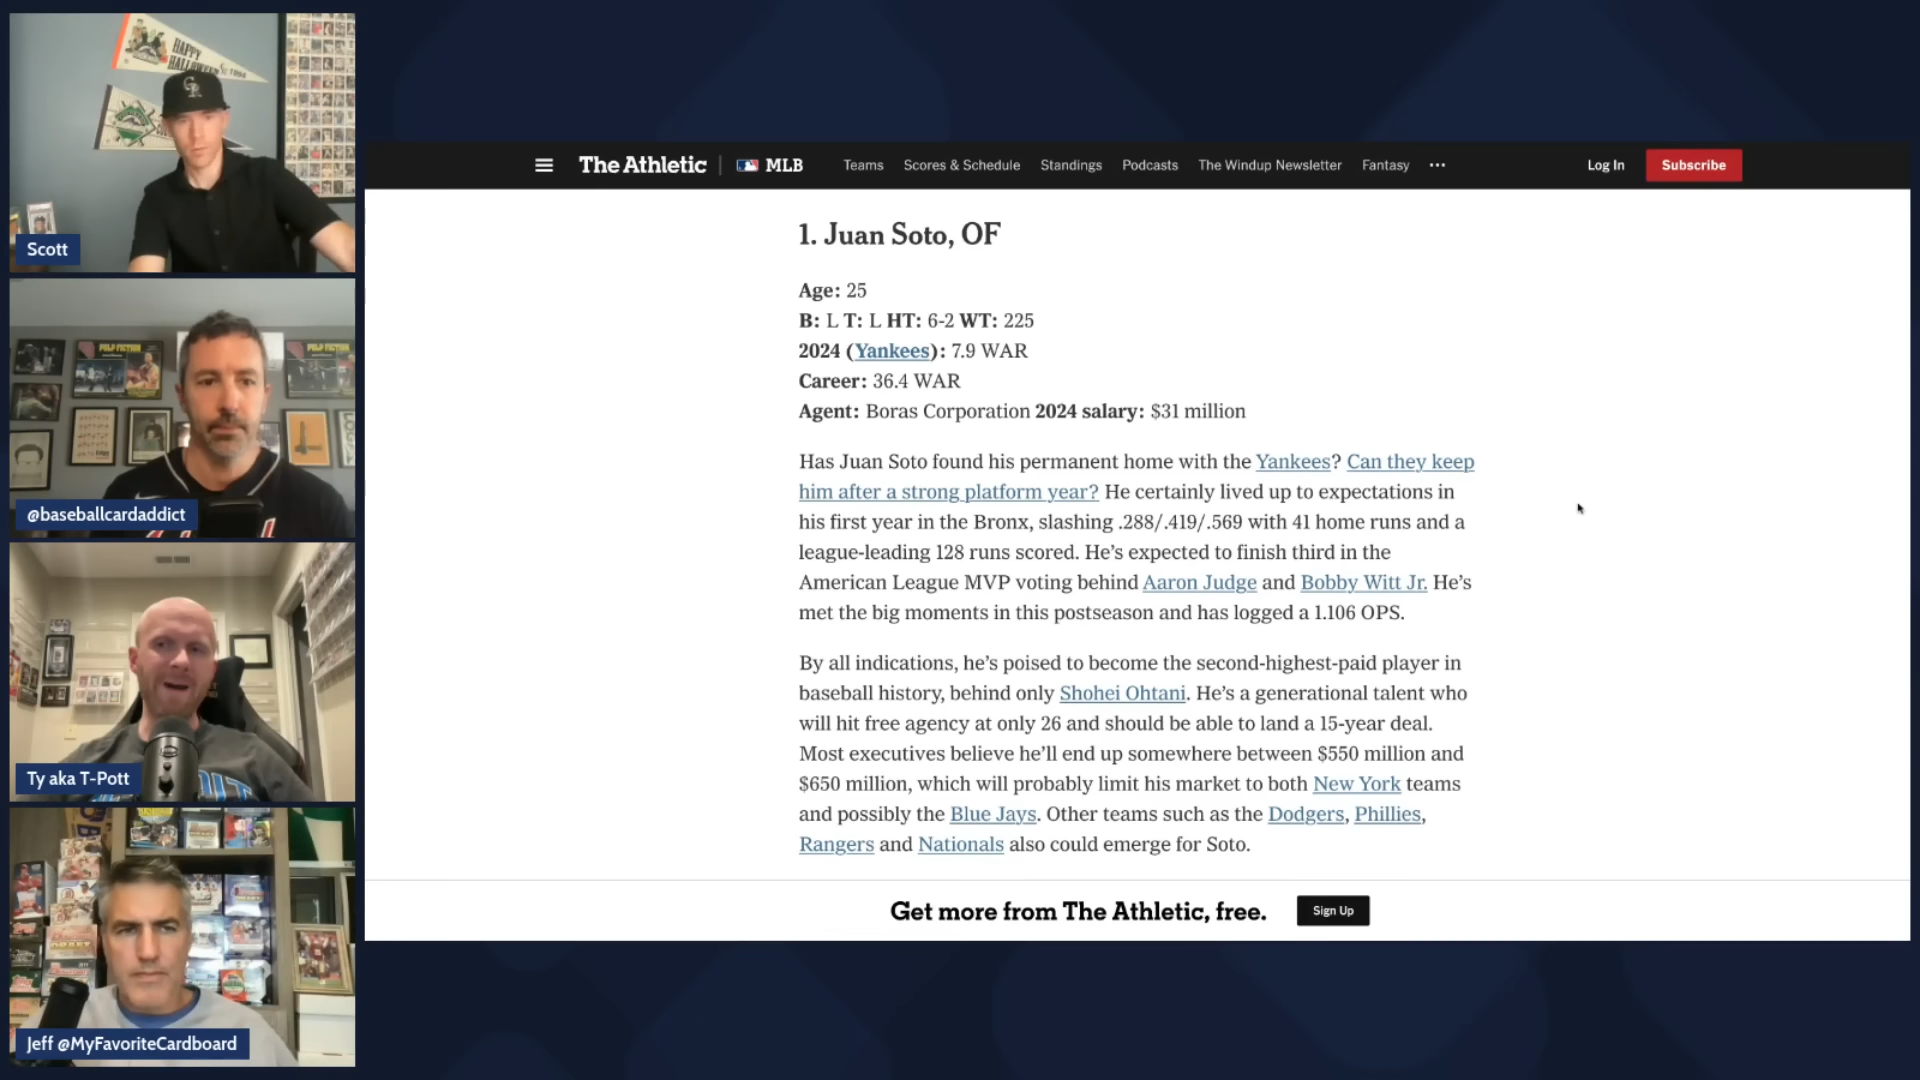 HAPPY
HALLOWEEN
1994
CR
Scott
PULP FICTION
PULP FICTION
@baseballcardaddict
Ty aka T-Pott
Jeff @MyFavoriteCardboard
The Athletic | MLB Teams Scores & Schedule Standings Podcasts The Windup Newsletter Fantasy ••• Log In Subscribe
1. Juan Soto, OF
Age: 25
B: L T: L HT: 6-2 WT: 225
2024 (Yankees): 7.9 WAR
Career: 36.4 WAR
Agent: Boras Corporation 2024 salary: $31 million
Has Juan Soto found his permanent home with the Yankees? Can they keep
him after a strong platform year? He certainly lived up to expectations in
his first year in the Bronx, slashing .288/.419/.569 with 41 home runs and a
league-leading 128 runs scored. He’s expected to finish third in the
American League MVP voting behind Aaron Judge and Bobby Witt Jr. He’s
met the big moments in this postseason and has logged a 1.106 OPS.
By all indications, he’s poised to become the second-highest-paid player in
baseball history, behind only Shohei Ohtani. He’s a generational talent who
will hit free agency at only 26 and should be able to land a 15-year deal.
Most executives believe he’ll end up somewhere between $550 million and
$650 million, which will probably limit his market to both New York teams
and possibly the Blue Jays. Other teams such as the Dodgers, Phillies,
Rangers and Nationals also could emerge for Soto.
Get more from The Athletic, free. Sign Up